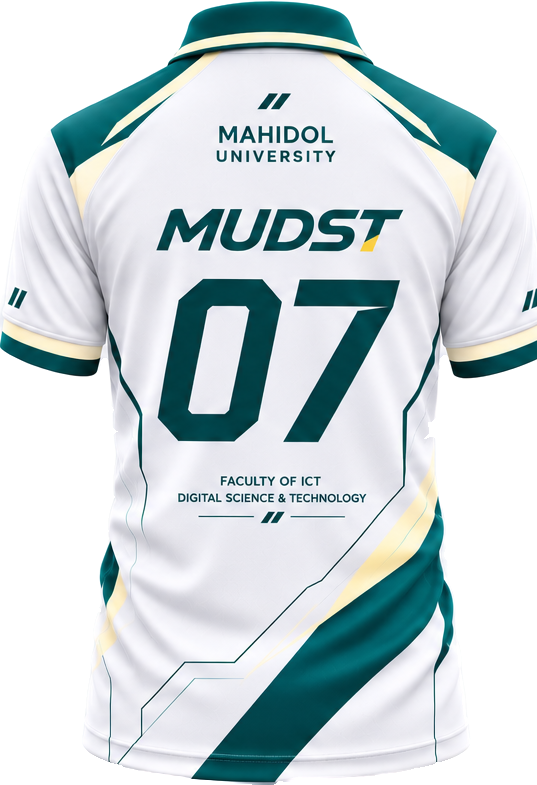 MAHIDOL
UNIVERSITY
MUDST
07
FACULTY OF ICT
DIGITAL SCIENCE & TECHNOLOGY